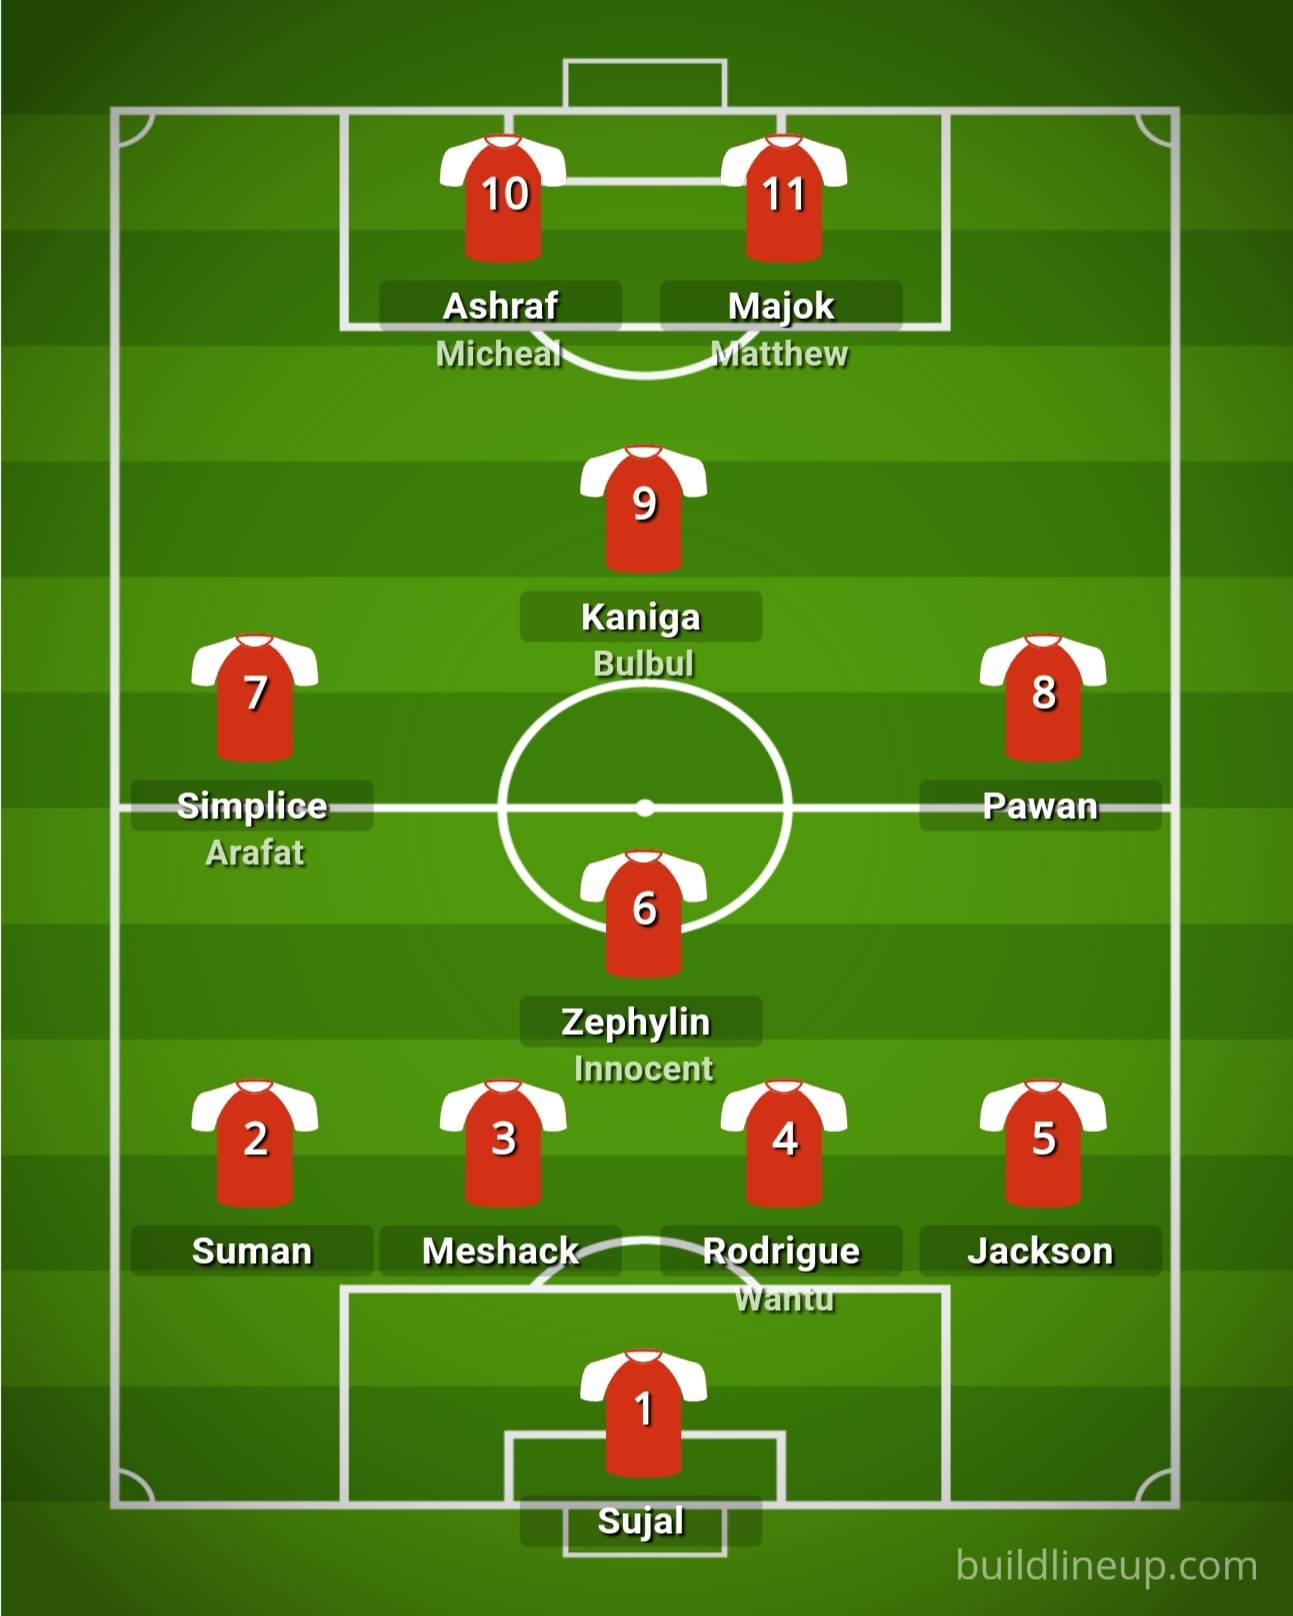 10
11
Ashraf
Majok
Micheal
Matthew
9
Kaniga
Bulbul
7
8
Simplice
Pawan
Arafat
6
Zephylin
Innocent
2
3
4
5
Suman
Meshack
Rodrigue
Jackson
Wantu
1
Sujal
buildlineup.com